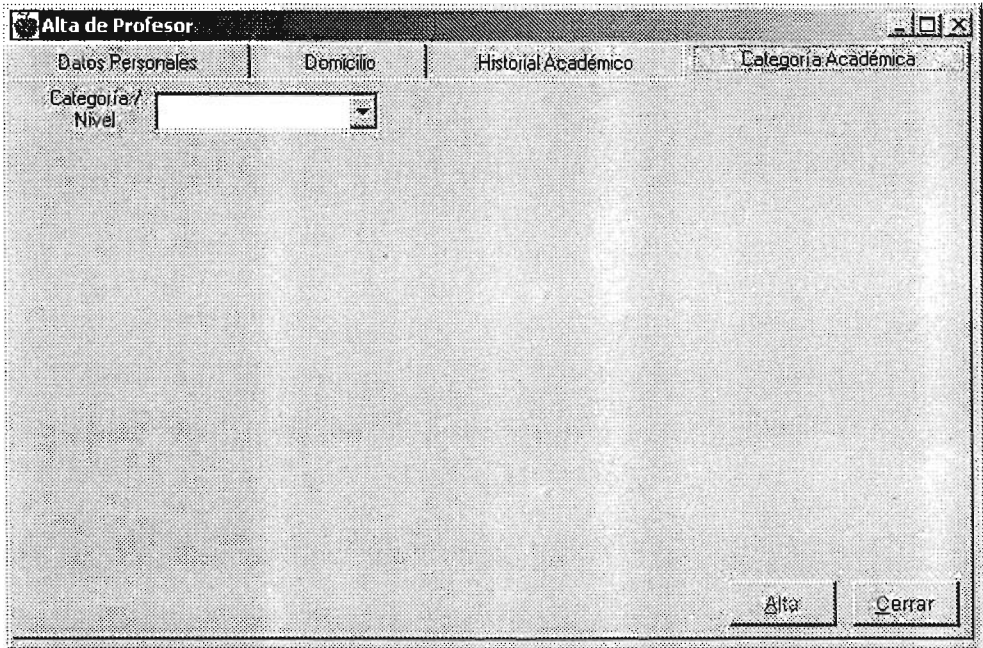 Alta de Profesor
Datos Personales Domicilio Historial Académico Categoría Académica
Categoría /
Nivel
Alta Cerrar